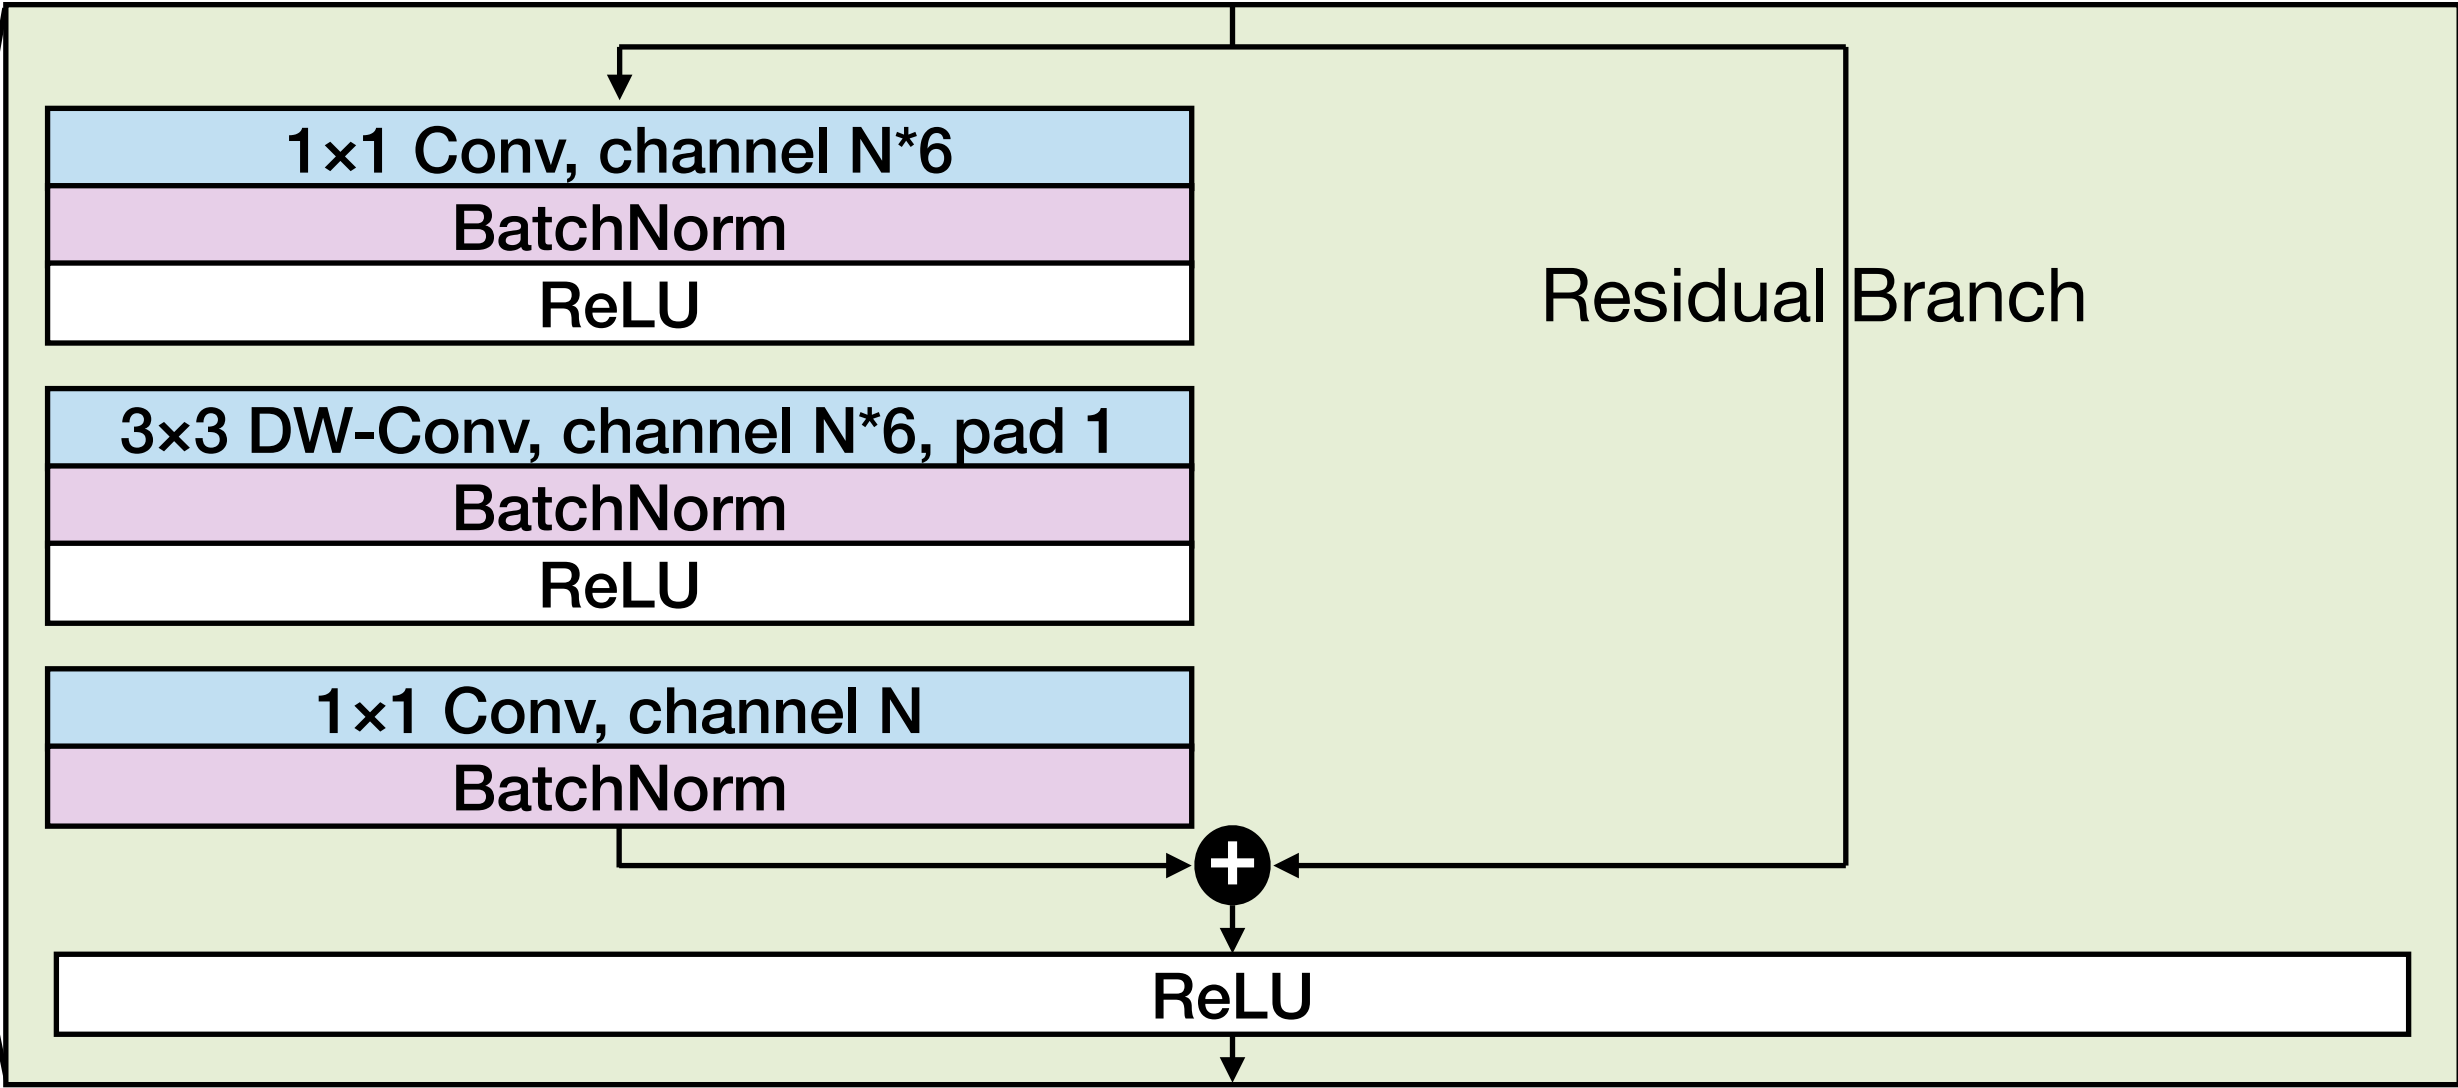 1×1 Conv, channel N*6
BatchNorm
ReLU
Residual Branch
3×3 DW-Conv, channel N*6, pad 1
BatchNorm
ReLU
1×1 Conv, channel N
BatchNorm
+
ReLU